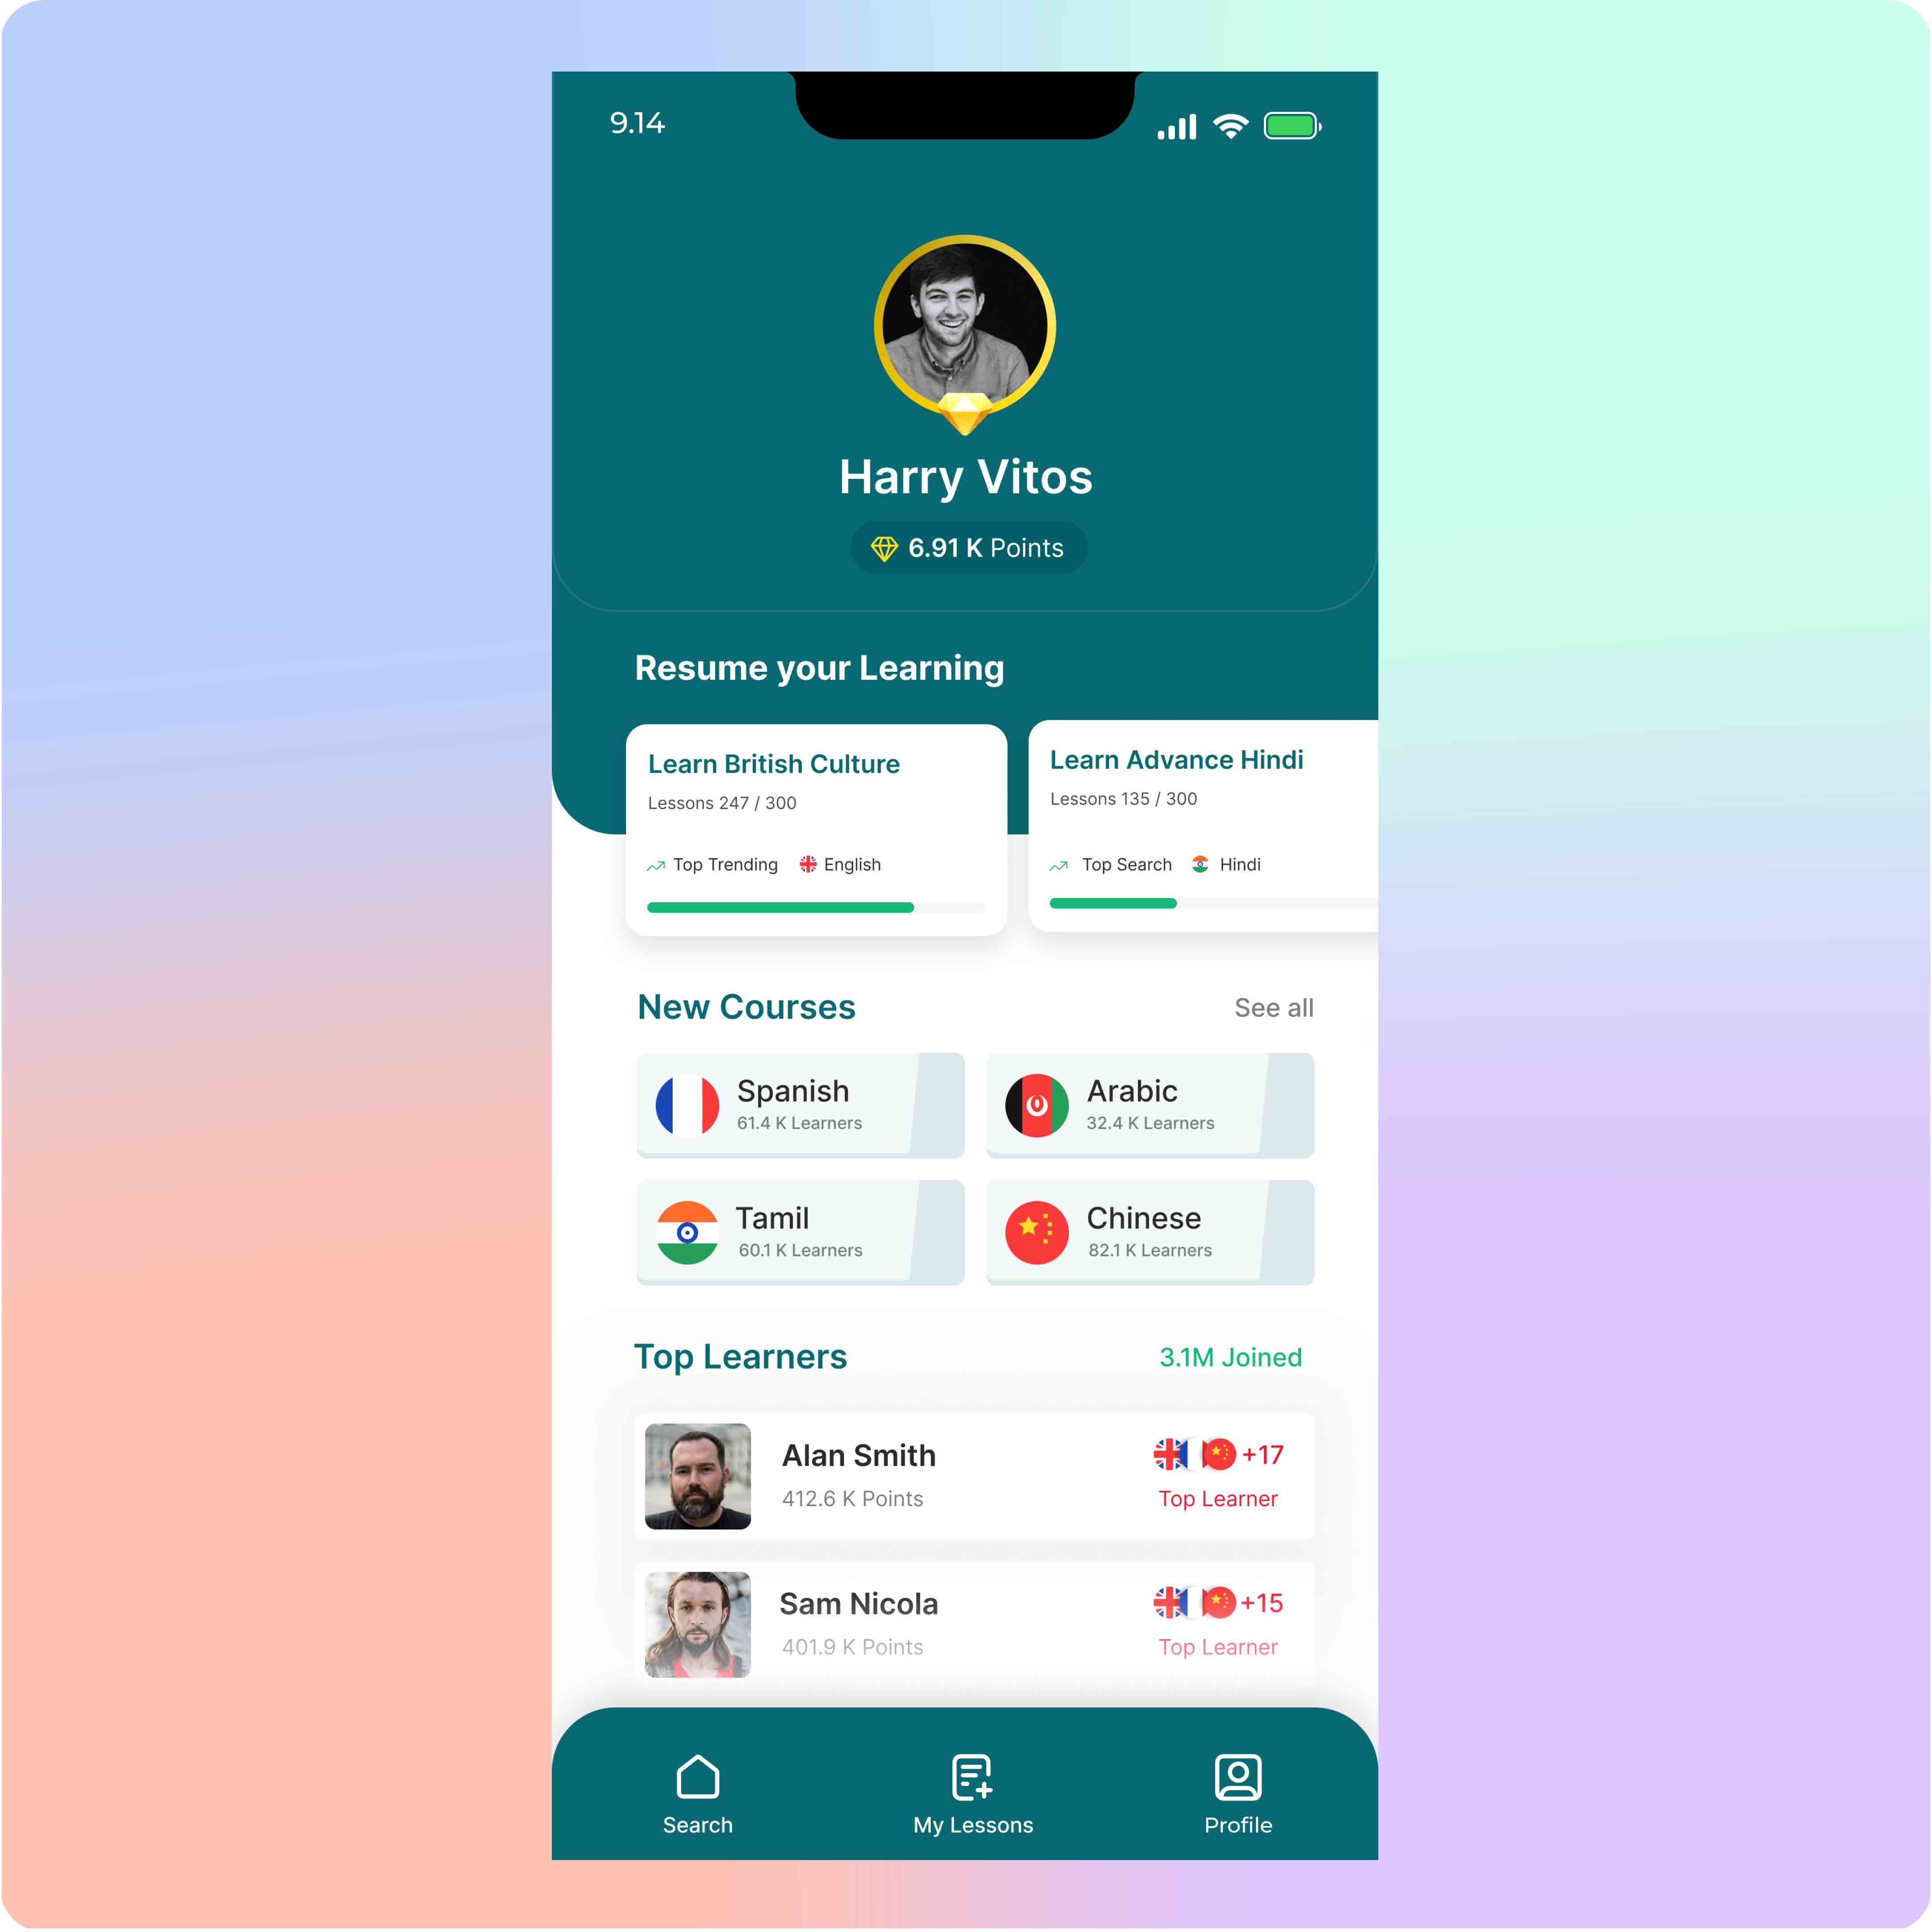 9.14
Harry Vitos
6.91 K Points
Resume your Learning
Learn British Culture
Lessons 247 / 300
Top Trending English
Learn Advance Hindi
Lessons 135 / 300
Top Search Hindi
New Courses See all
Spanish
61.4 K Learners
Arabic
32.4 K Learners
Tamil
60.1 K Learners
Chinese
82.1 K Learners
Top Learners 3.1M Joined
Alan Smith +17
412.6 K Points Top Learner
Sam Nicola +15
401.9 K Points Top Learner
Search My Lessons Profile